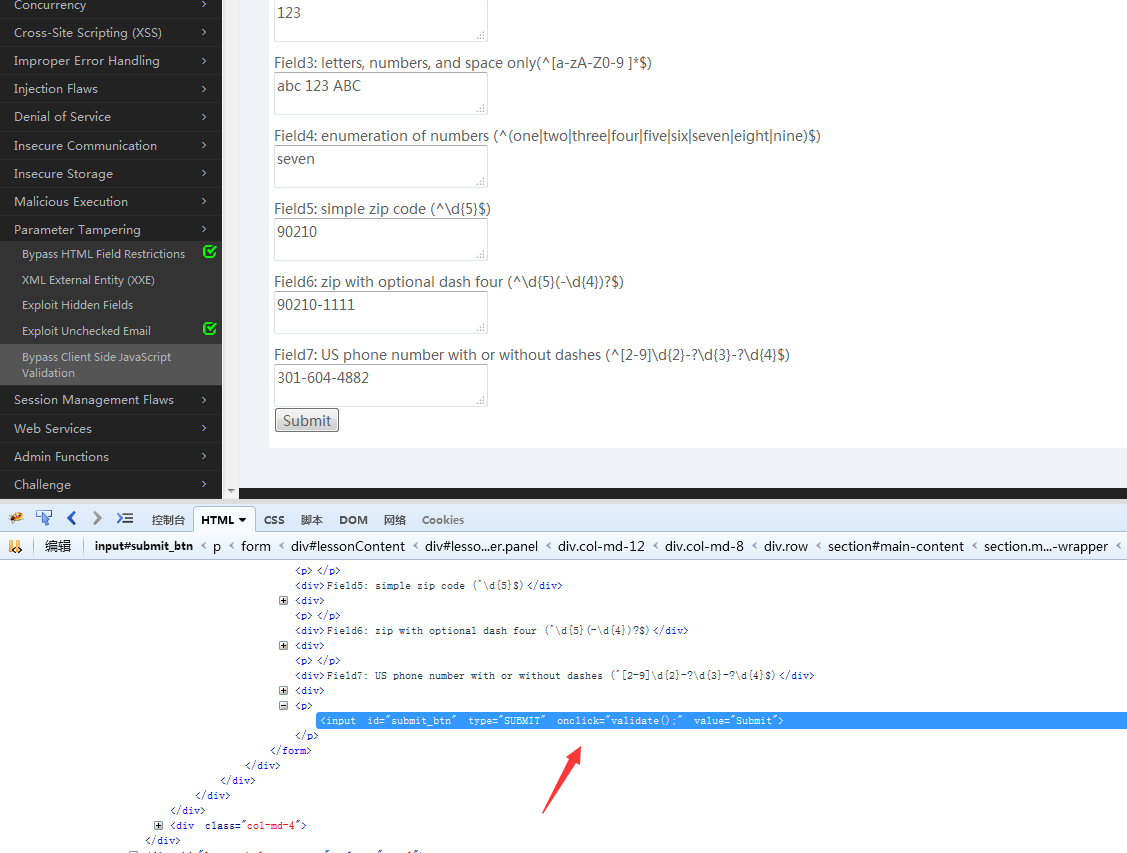 Concurrency
Cross-Site Scripting (XSS)
Improper Error Handling
Injection Flaws
Denial of Service
Insecure Communication
Insecure Storage
Malicious Execution
Parameter Tampering
Bypass HTML Field Restrictions
XML External Entity (XXE)
Exploit Hidden Fields
Exploit Unchecked Email
Bypass Client Side JavaScript
Validation
Session Management Flaws
Web Services
Admin Functions
Challenge
123
Field3: letters, numbers, and space only(^[a-zA-Z0-9 ]*$)
abc 123 ABC
Field4: enumeration of numbers (^(one|two|three|four|five|six|seven|eight|nine)$)
seven
Field5: simple zip code (^\d{5}$)
90210
Field6: zip with optional dash four (^\d{5}(-\d{4})?$)
90210-1111
Field7: US phone number with or without dashes (^[2-9]\d{2}-?\d{3}-?\d{4}$)
301-604-4882
Submit
控制台 HTML CSS 脚本 DOM 网络 Cookies
编辑 input#submit_btn < p < form < div#lessonContent < div#lesso...er.panel < div.col-md-12 < div.col-md-8 < div.row < section#main-content < section.m...-wrapper <
<p> </p>
<div>Field5: simple zip code (^\d{5}$)</div>
<div>
<p> </p>
<div>Field6: zip with optional dash four (^\d{5}(-\d{4})?$)</div>
<div>
<p> </p>
<div>Field7: US phone number with or without dashes (^[2-9]\d{2}-?\d{3}-?\d{4}$)</div>
<div>
<p>
<input id="submit_btn" type="SUBMIT" onclick="validate();" value="Submit">
</p>
</form>
</div>
</div>
</div>
</div>
<div class="col-md-4">
</div>